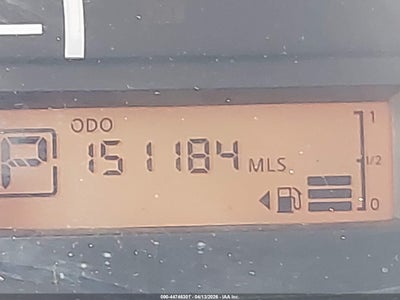 ODO
1
P
151184 MLS
1/2
0
000-44746307 - 04/13/2026 - IAA Inc.